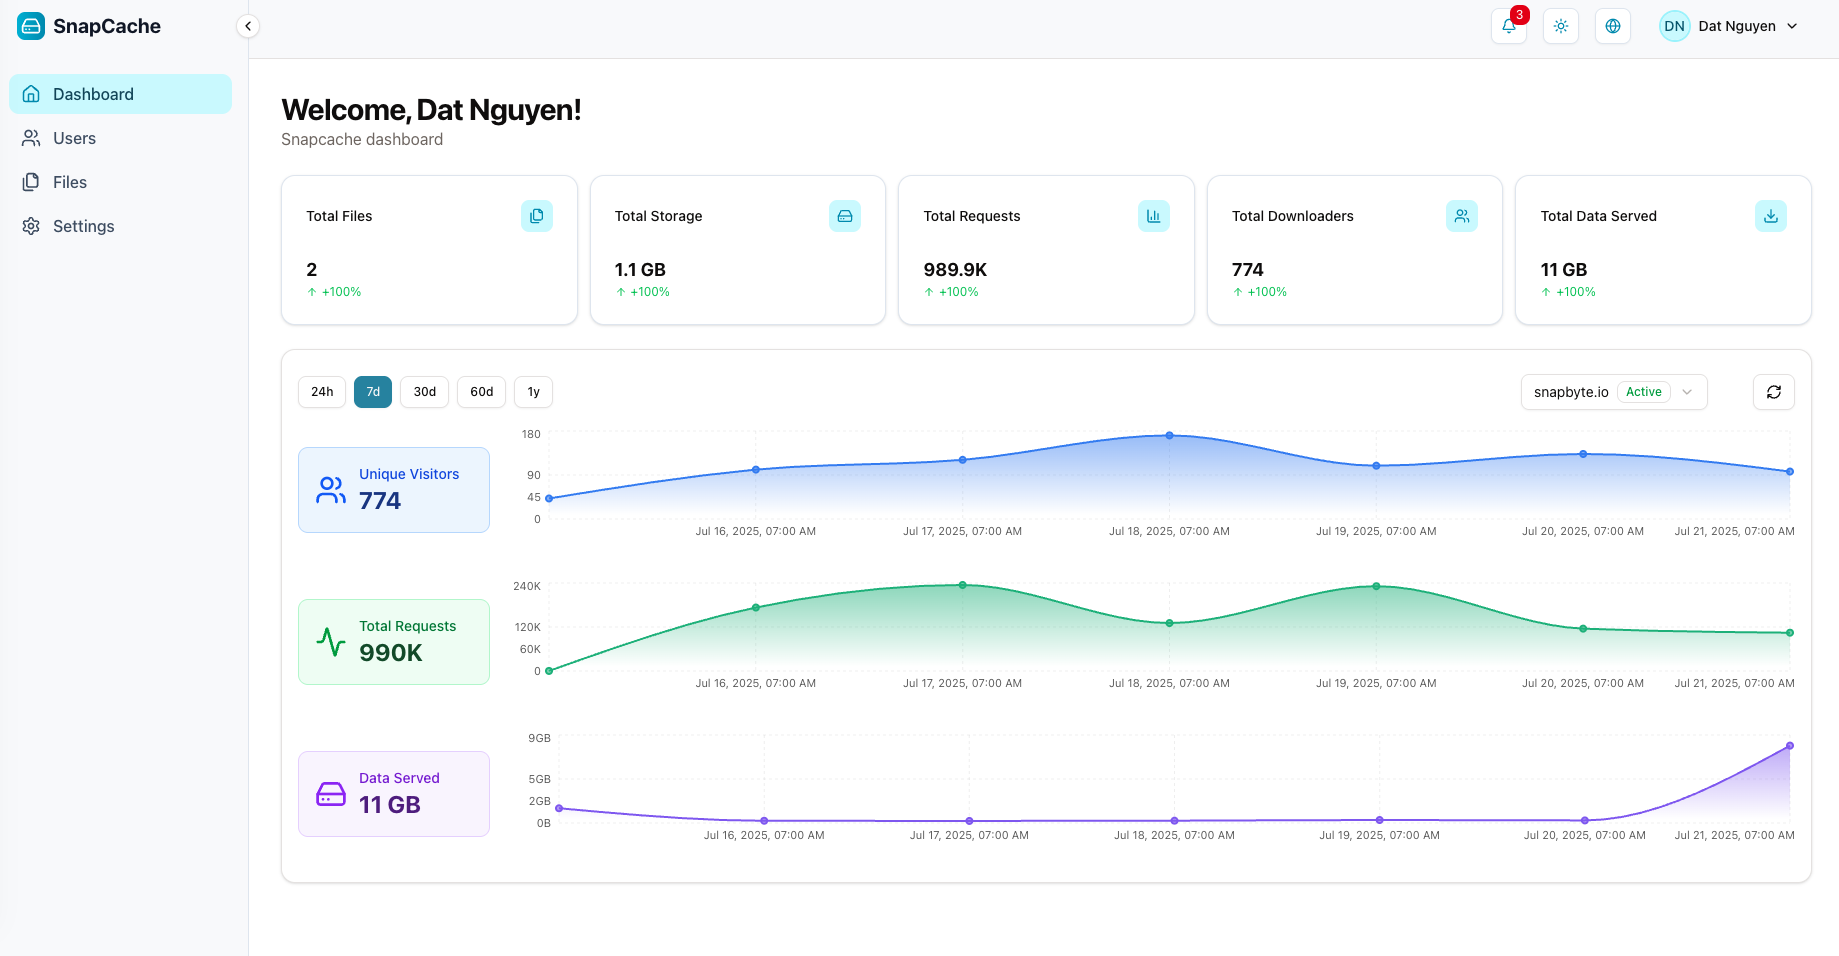 SnapCache
3
DN Dat Nguyen
Dashboard
Users
Files
Settings
Welcome, Dat Nguyen!
Snapcache dashboard
Total Files
2
+100%
Total Storage
1.1 GB
+100%
Total Requests
989.9K
+100%
Total Downloaders
774
+100%
Total Data Served
11 GB
+100%
24h 7d 30d 60d 1y
snapbyte.io Active
Unique Visitors
774
180
90
45
0
Jul 16, 2025, 07:00 AM Jul 17, 2025, 07:00 AM Jul 18, 2025, 07:00 AM Jul 19, 2025, 07:00 AM Jul 20, 2025, 07:00 AM Jul 21, 2025, 07:00 AM
Total Requests
990K
240K
120K
60K
0
Jul 16, 2025, 07:00 AM Jul 17, 2025, 07:00 AM Jul 18, 2025, 07:00 AM Jul 19, 2025, 07:00 AM Jul 20, 2025, 07:00 AM Jul 21, 2025, 07:00 AM
Data Served
11 GB
9GB
5GB
2GB
0B
Jul 16, 2025, 07:00 AM Jul 17, 2025, 07:00 AM Jul 18, 2025, 07:00 AM Jul 19, 2025, 07:00 AM Jul 20, 2025, 07:00 AM Jul 21, 2025, 07:00 AM